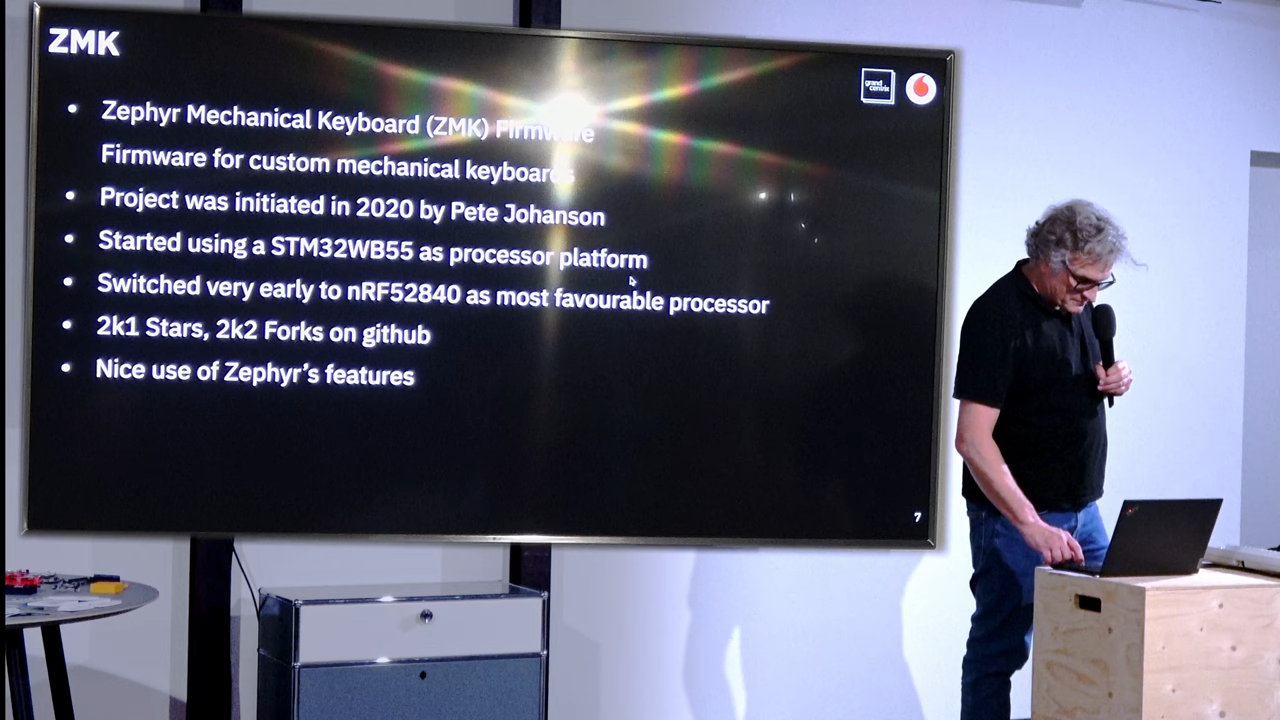 ZMK
grand
centrix
Zephyr Mechanical Keyboard (ZMK) Firmware
Firmware for custom mechanical keyboards
Project was initiated in 2020 by Pete Johanson
Started using a STM32WB55 as processor platform
Switched very early to nRF52840 as most favourable processor
2k1 Stars, 2k2 Forks on github
Nice use of Zephyr's features
7